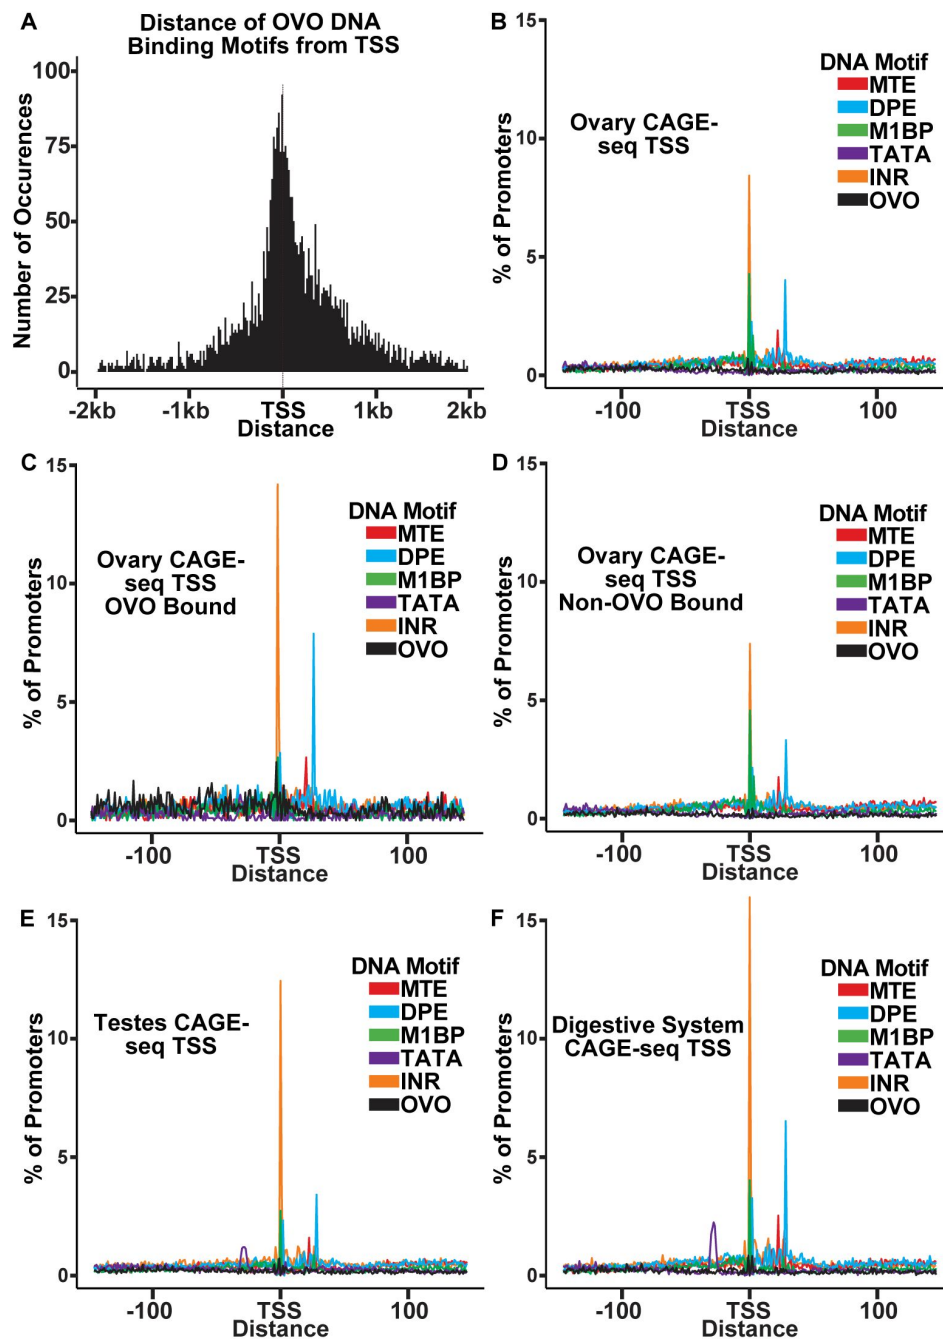 A
Distance of OVO DNA
Binding Motifs from TSS
Number of Occurences
100
75
50
25
0
-2kb
-1kb
TSS
1kb
2kb
Distance
B
15
10
5
0
% of Promoters
Ovary CAGE-
seq TSS
DNA Motif
MTE
DPE
M1BP
TATA
INR
OVO
-100
TSS
100
Distance
C
15
10
5
0
% of Promoters
Ovary CAGE-
seq TSS
OVO Bound
DNA Motif
MTE
DPE
M1BP
TATA
INR
OVO
-100
TSS
100
Distance
D
15
10
5
0
% of Promoters
Ovary CAGE-
seq TSS
Non-OVO Bound
DNA Motif
MTE
DPE
M1BP
TATA
INR
OVO
-100
TSS
100
Distance
E
15
10
5
0
% of Promoters
Testes CAGE-
seq TSS
DNA Motif
MTE
DPE
M1BP
TATA
INR
OVO
-100
TSS
100
Distance
F
15
10
5
0
% of Promoters
Digestive System
CAGE-seq TSS
DNA Motif
MTE
DPE
M1BP
TATA
INR
OVO
-100
TSS
100
Distance